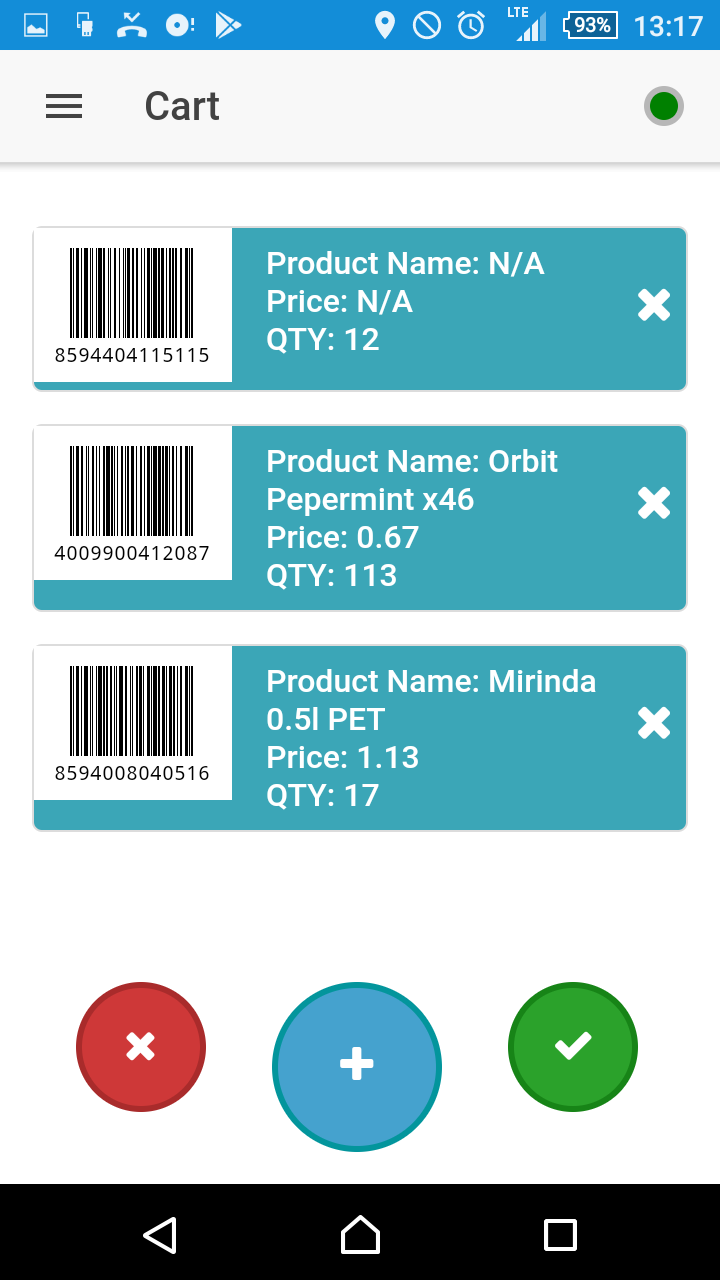 LTE
93%
13:17
Cart
Product Name: N/A
Price: N/A
QTY: 12
8594404115115
Product Name: Orbit
Pepermint x46
Price: 0.67
QTY: 113
4009900412087
Product Name: Mirinda
0.5l PET
Price: 1.13
QTY: 17
8594008040516